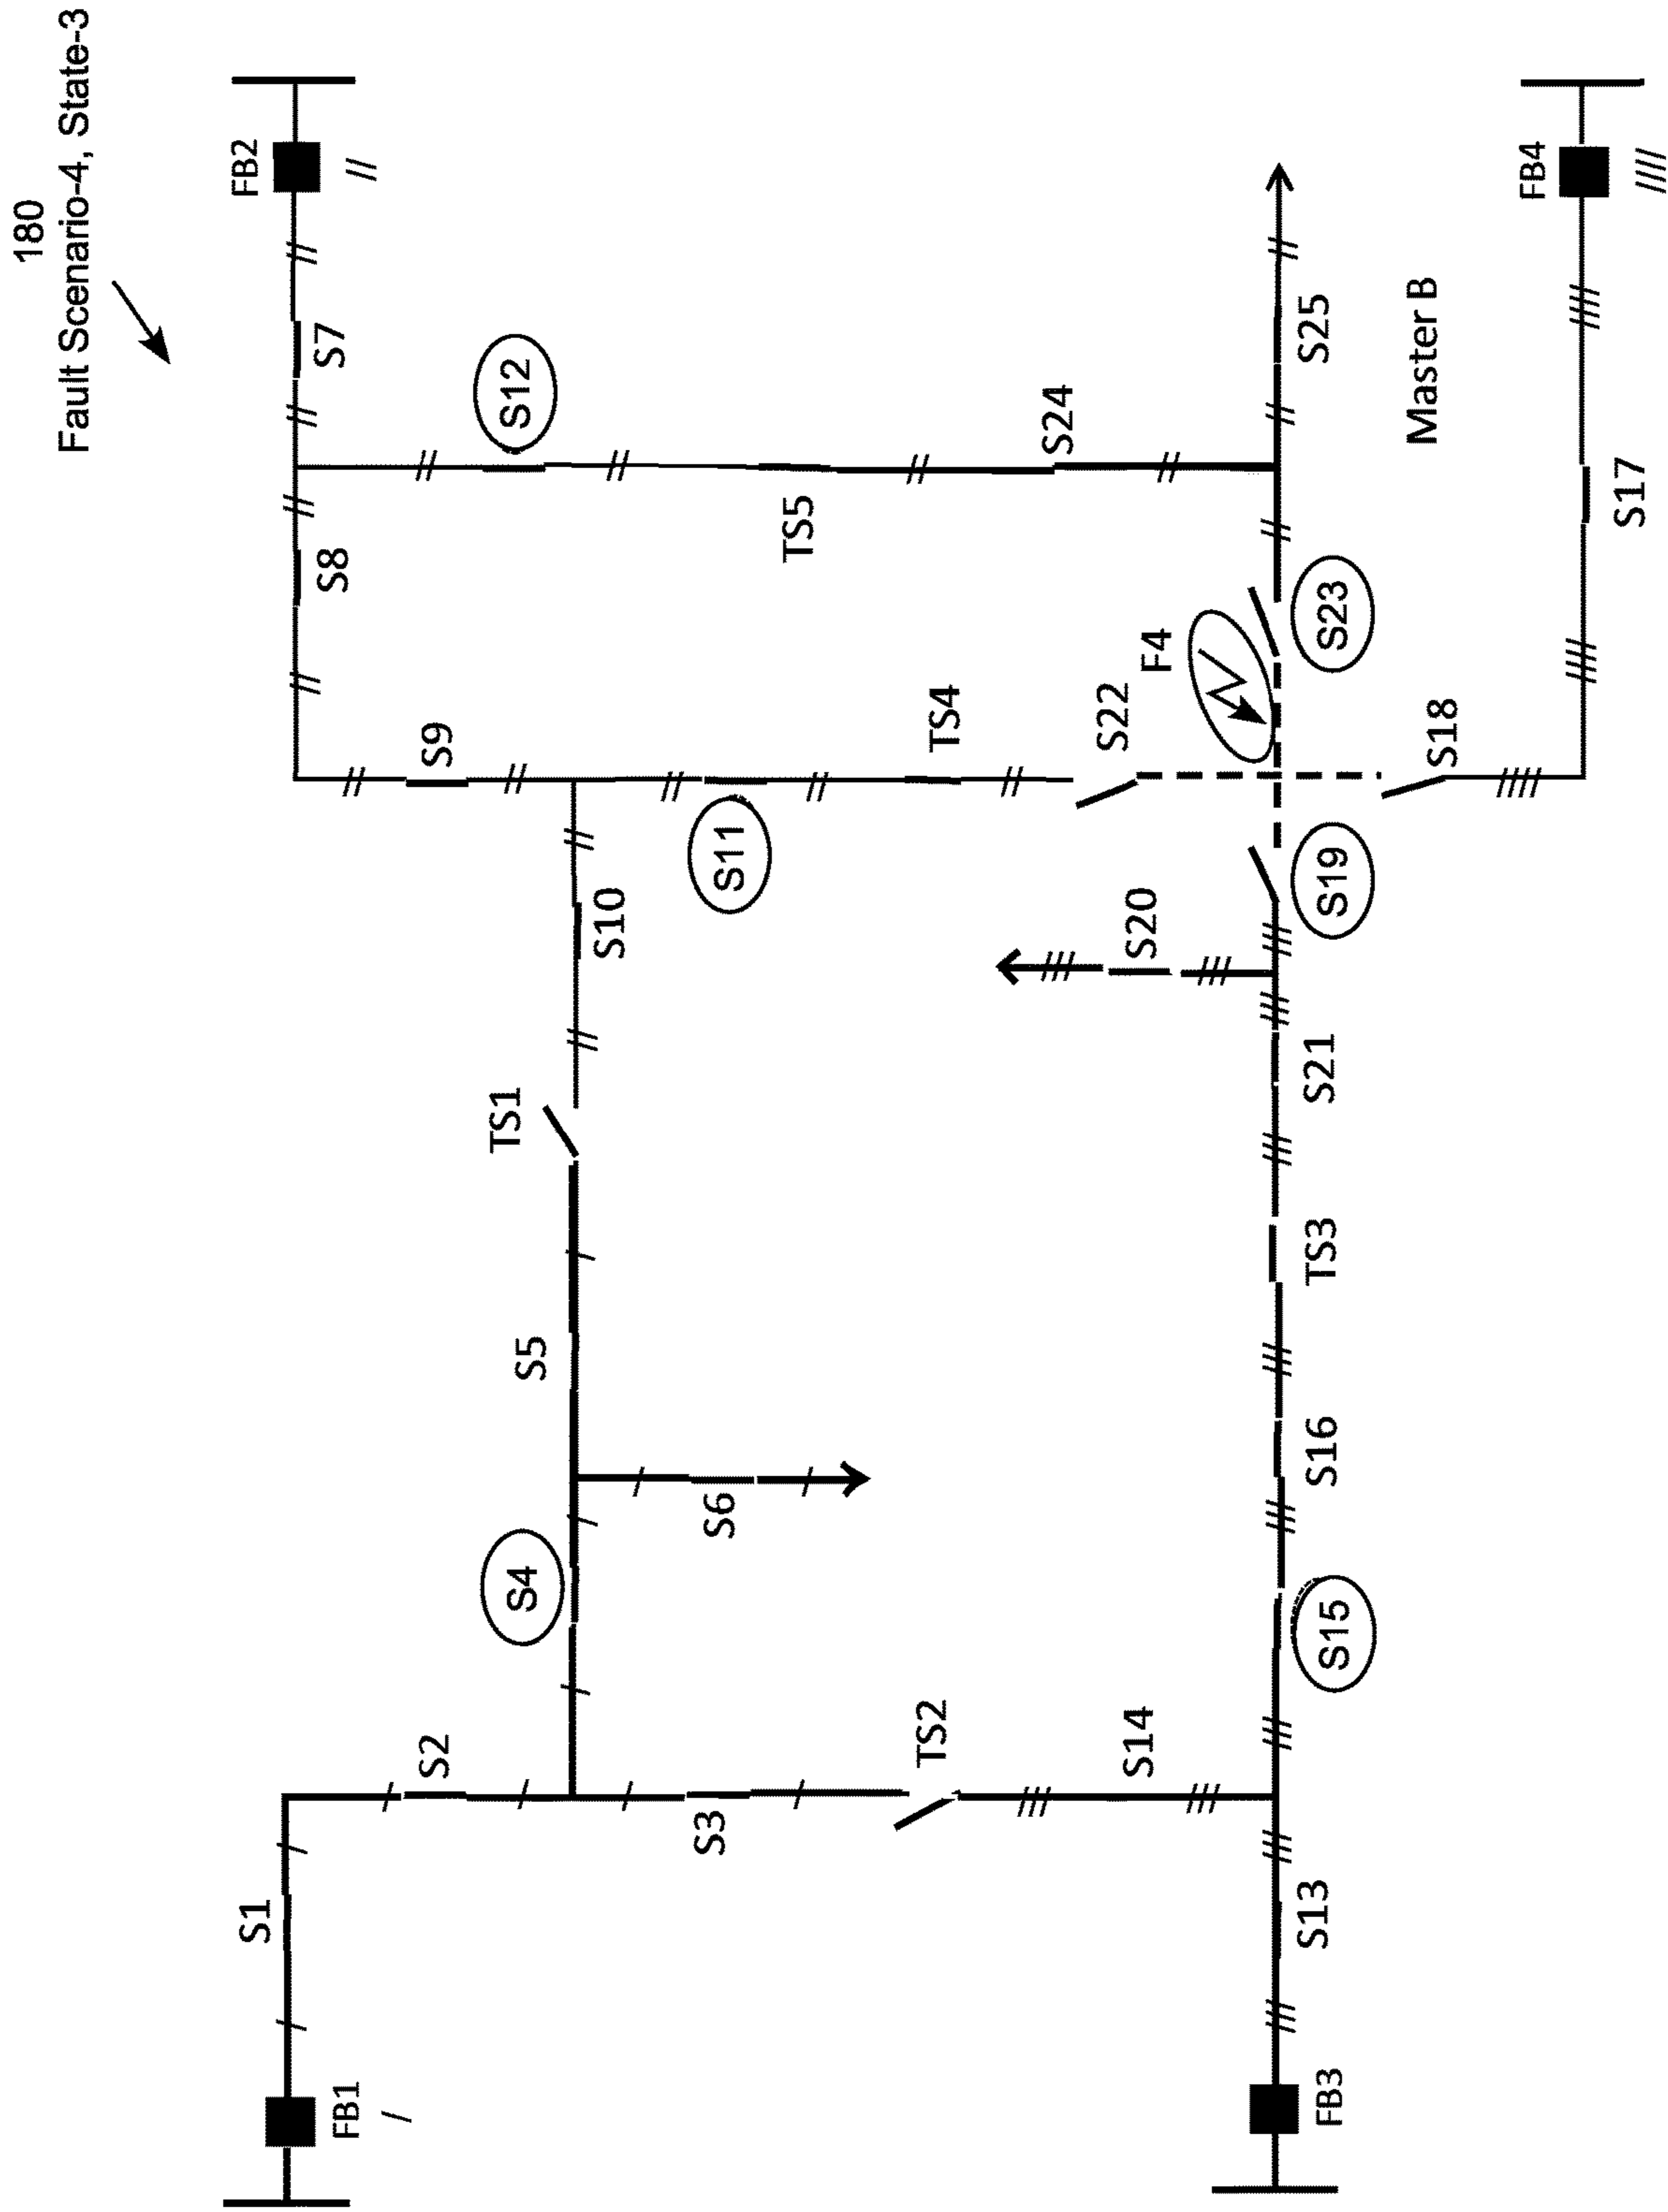 180
Fault Scenario-4, State-3
FB2
//
S7
S8
S12
S9
TS5
S24
S25
S11
TS4
S22
F4
S23
Master B
FB4
////
S17
S18
S10
S20
S19
S21
TS1
TS3
S5
S6
S4
S16
S15
S2
S3
TS2
S14
S1
S13
FB1
/
FB3